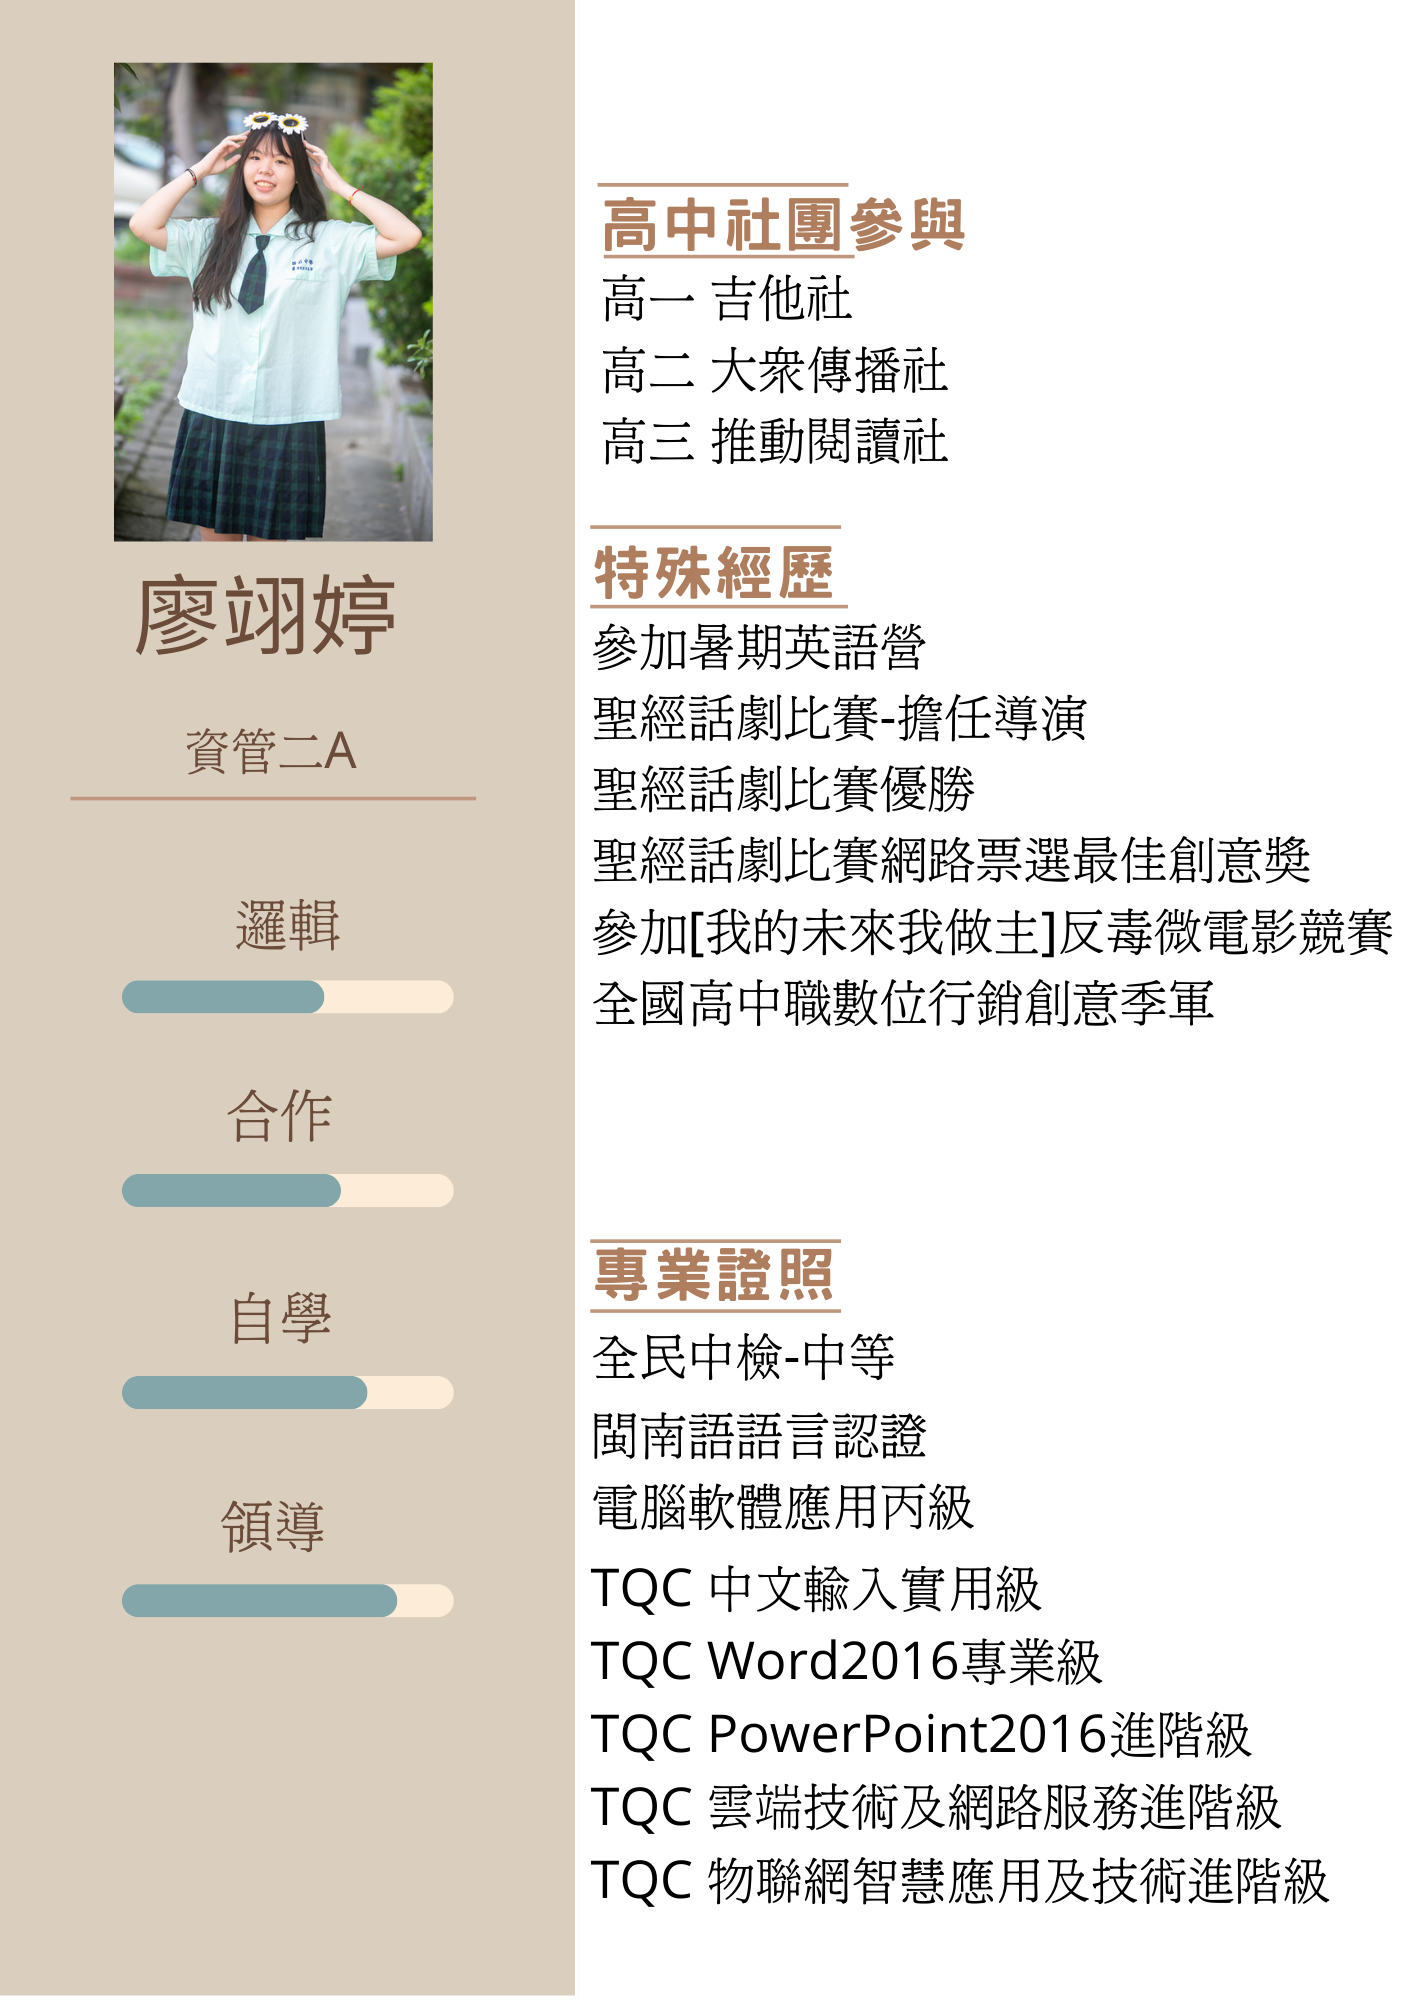 廖翊婷
資管二A
邏輯
合作
自學
領導
高中社團參與
高一 吉他社
高二 大衆傳播社
高三 推動閱讀社
特殊經歷
參加暑期英語營
聖經話劇比賽-擔任導演
聖經話劇比賽優勝
聖經話劇比賽網路票選最佳創意獎
參加[我的未來我做主]反毒微電影競賽
全國高中職數位行銷創意季軍
專業證照
全民中檢-中等
閩南語語言認證
電腦軟體應用丙級
TQC 中文輸入實用級
TQC Word2016專業級
TQC PowerPoint2016進階級
TQC 雲端技術及網路服務進階級
TQC 物聯網智慧應用及技術進階級